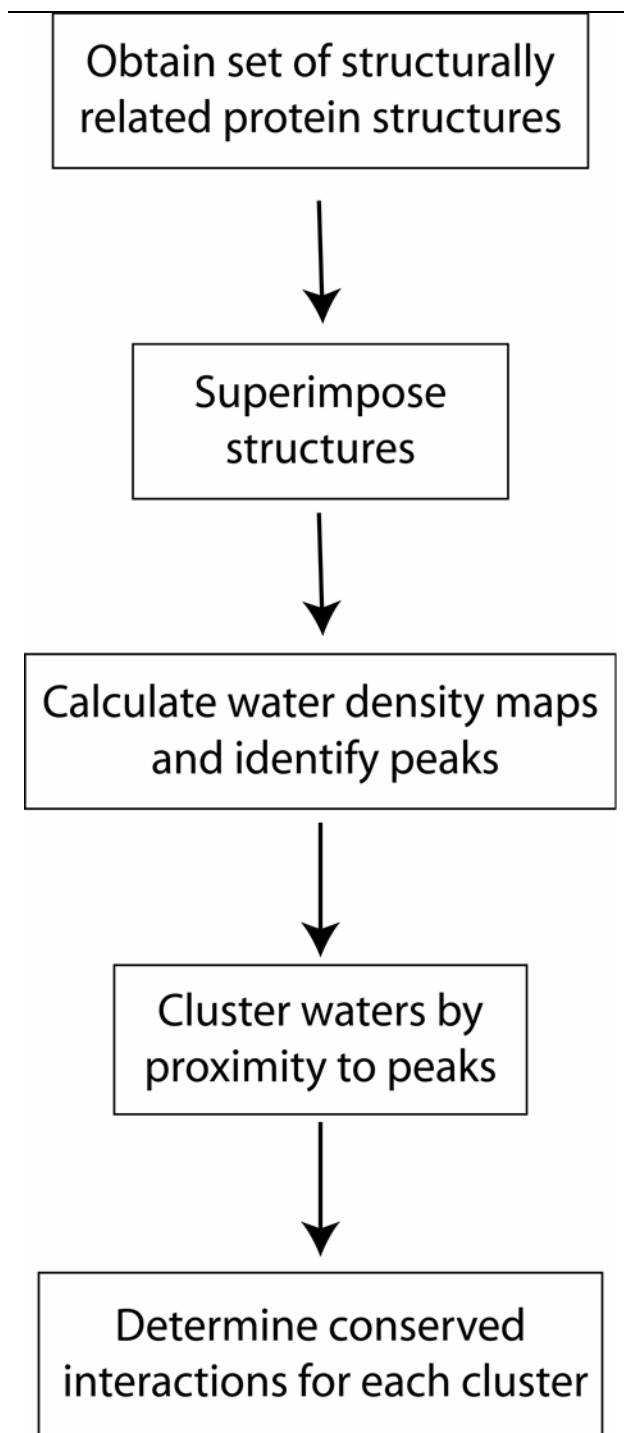 Obtain set of structurally
related protein structures
Superimpose
structures
Calculate water density maps
and identify peaks
Cluster waters by
proximity to peaks
Determine conserved
interactions for each cluster